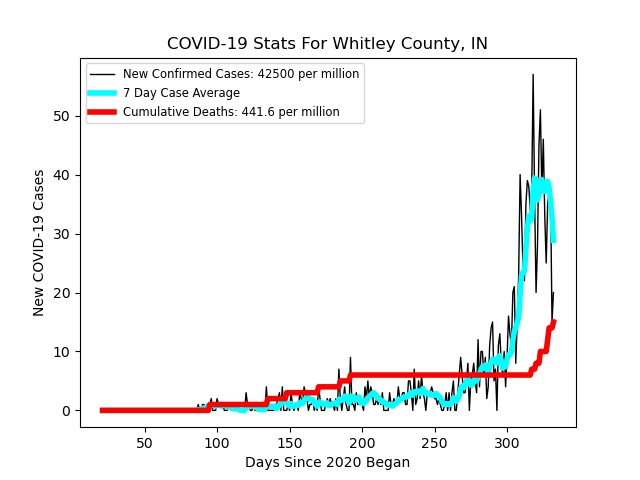 COVID-19 Stats For Whitley County, IN
New Confirmed Cases: 42500 per million
7 Day Case Average
Cumulative Deaths: 441.6 per million
New COVID-19 Cases
50
40
30
20
10
0
50
100
150
200
250
300
Days Since 2020 Began